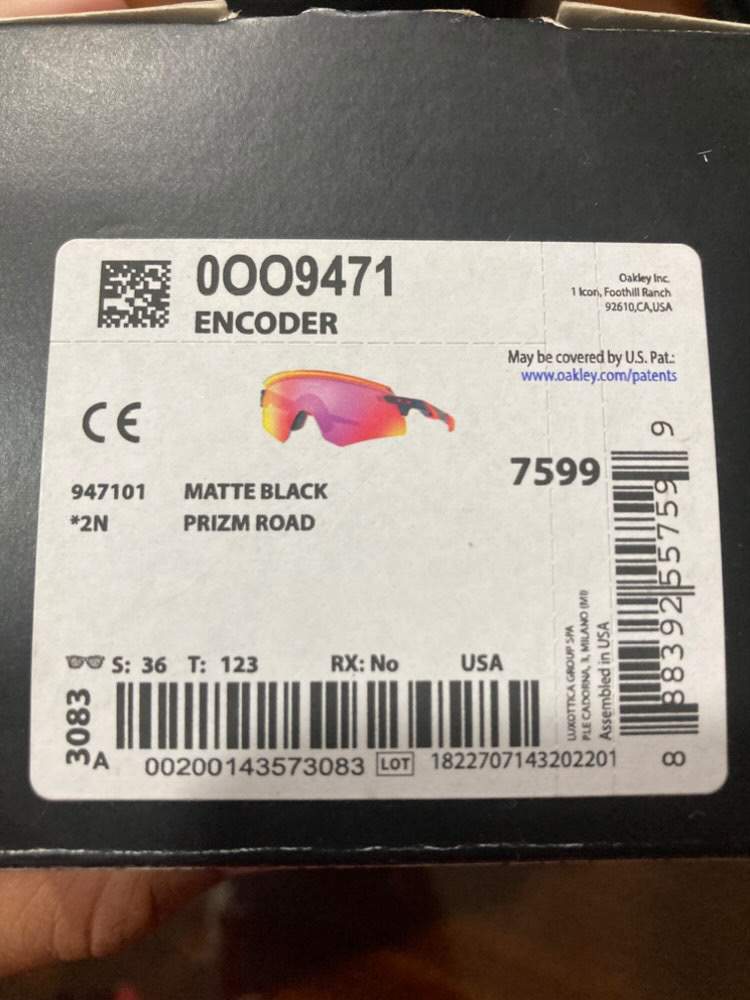 0OO9471
ENCODER
Oakley Inc.
1 Icon, Foothill Ranch
92610,CA,USA
May be covered by U.S. Pat.:
www.oakley.com/patents
CE
7599
947101 MATTE BLACK
*2N PRIZM ROAD
S: 36 T: 123 RX: No USA
3083
A 00200143573083 LOT 1822707143202201
LUXOTTICA GROUP SPA
P.LE CADORNA, 3, MILANO (MI)
Assembled in USA
8 88392 55759 9